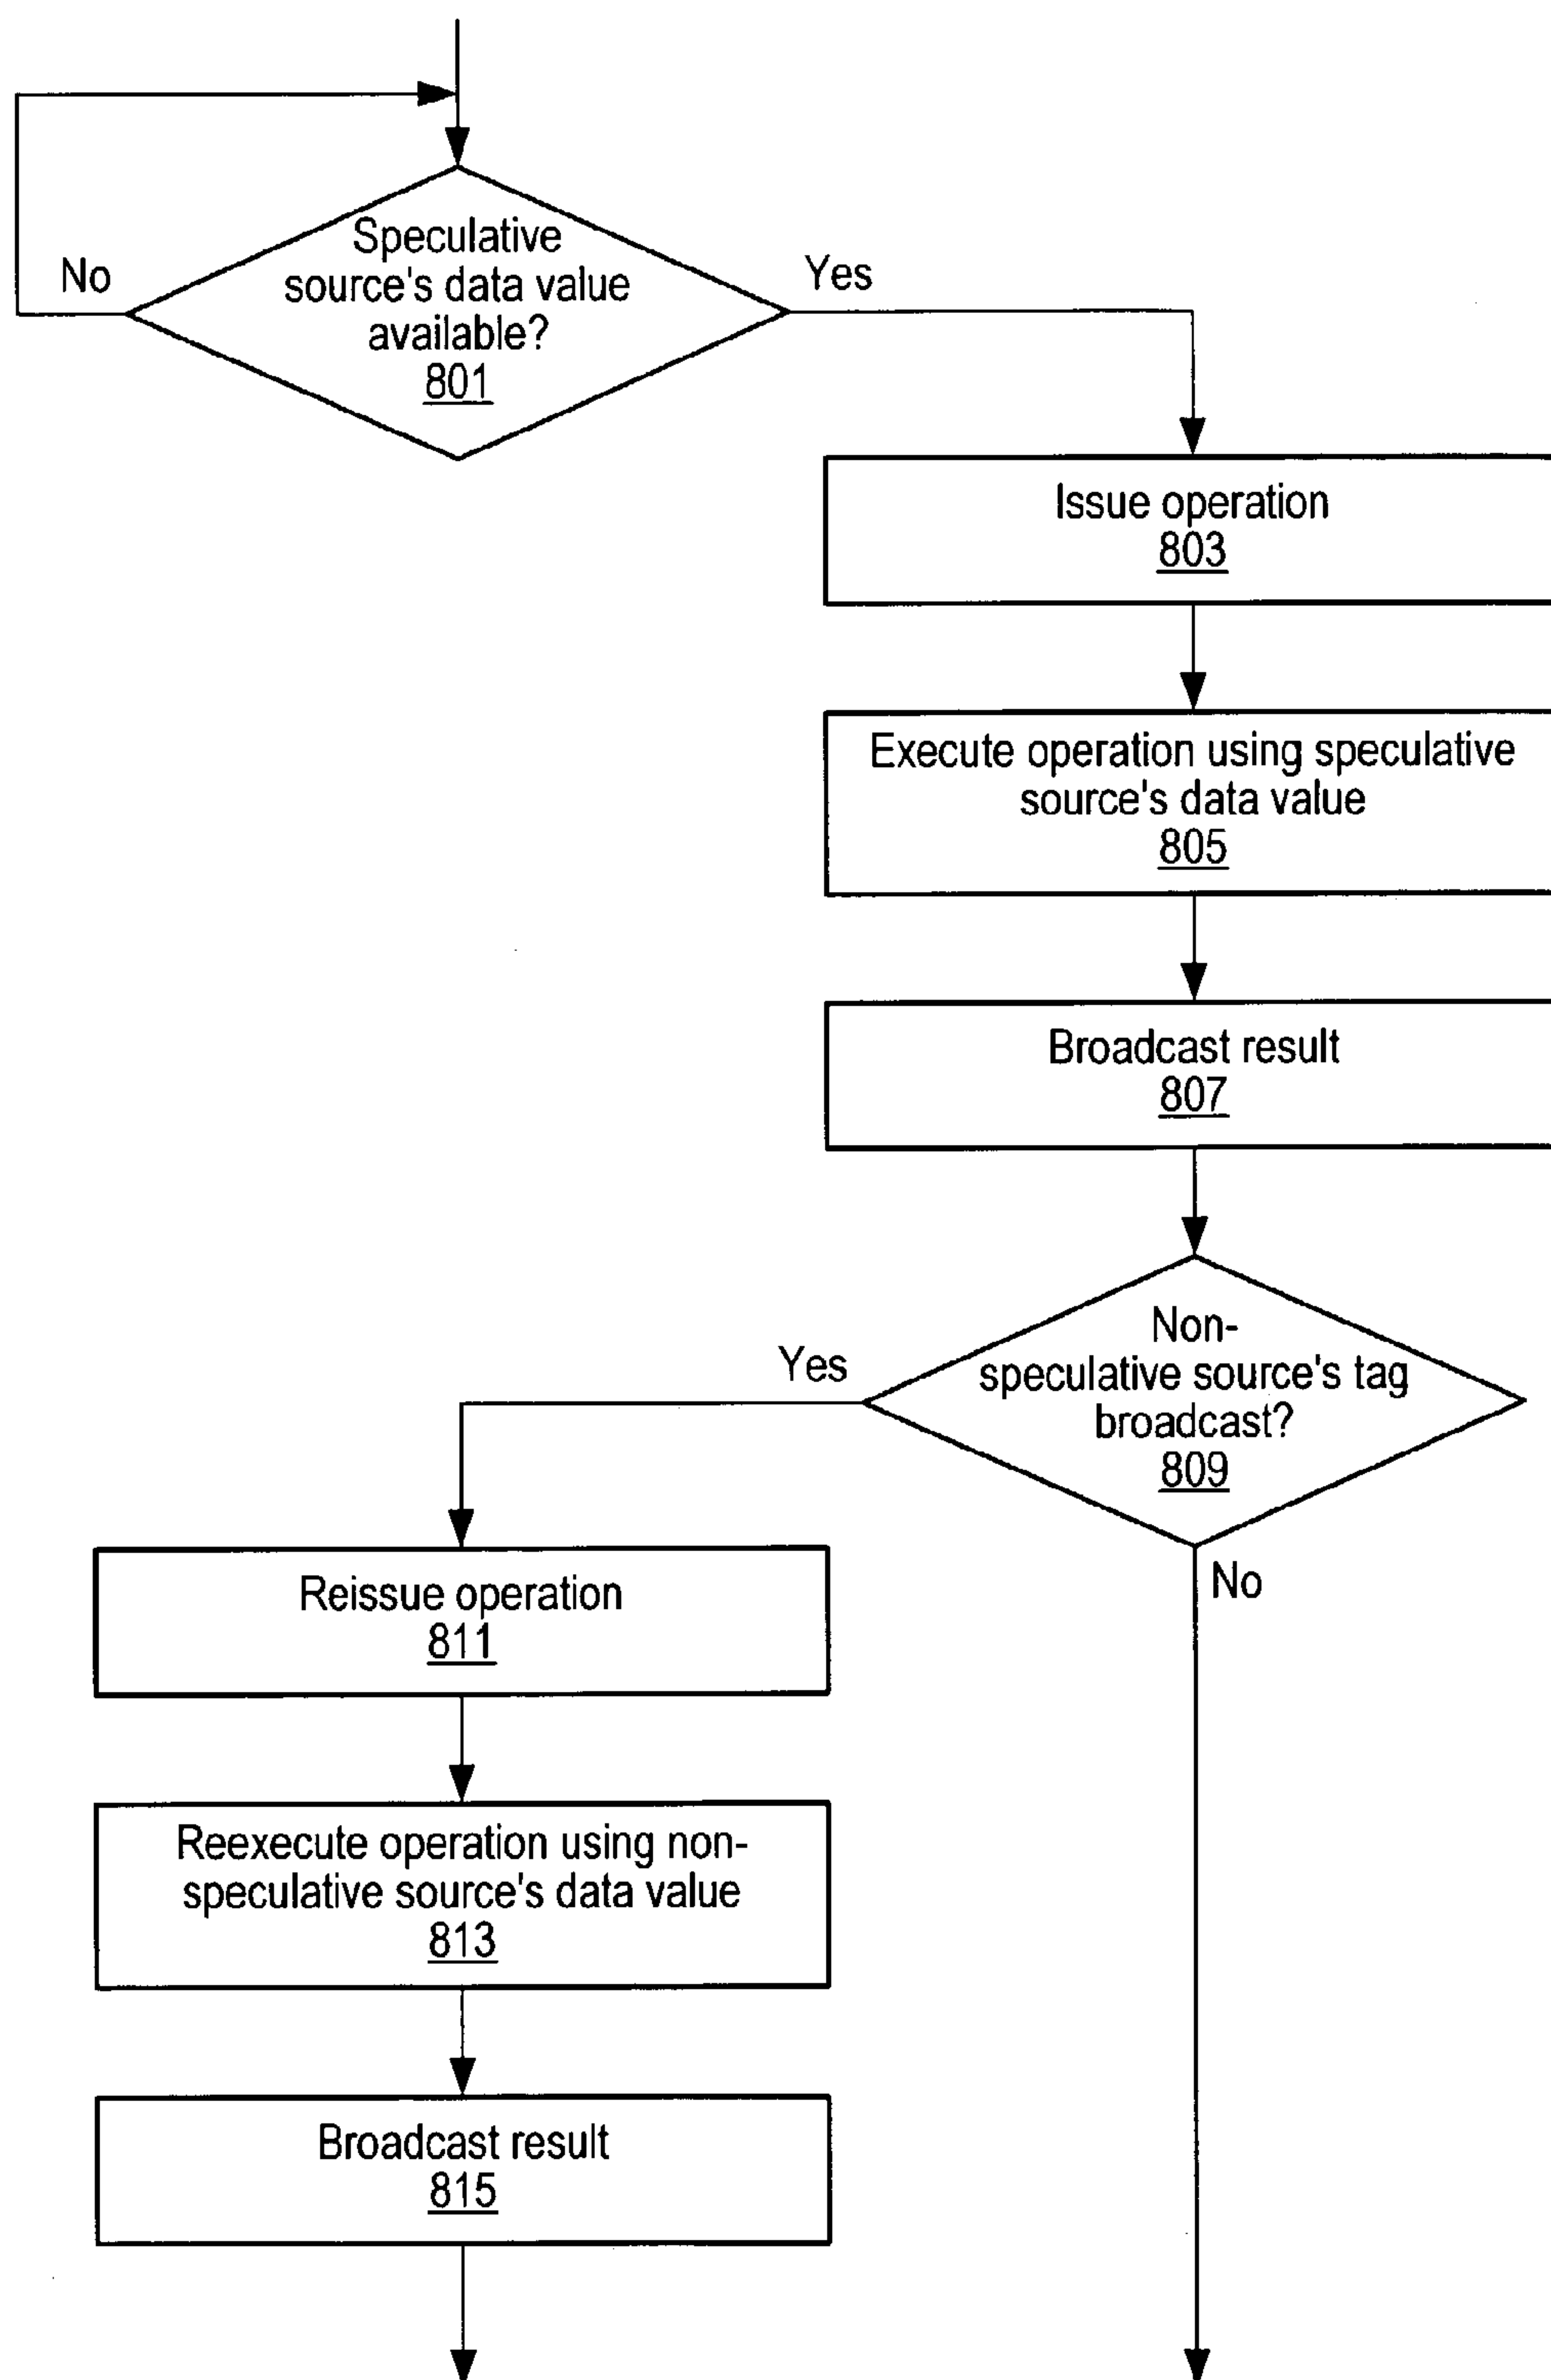 Speculative
source's data value
available?
801
No
Yes
Issue operation
803
Execute operation using speculative
source's data value
805
Broadcast result
807
Non-
speculative source's tag
broadcast?
809
Yes
No
Reissue operation
811
Reexecute operation using non-
speculative source's data value
813
Broadcast result
815